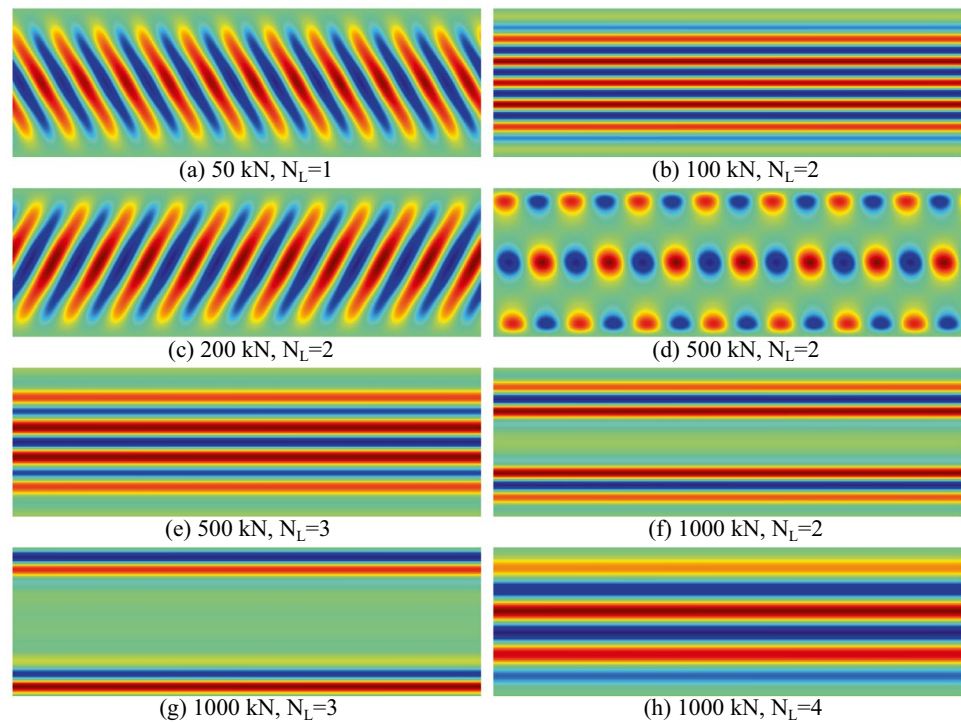 (a) 50 kN, N_L=1
(b) 100 kN, N_L=2
(c) 200 kN, N_L=2
(d) 500 kN, N_L=2
(e) 500 kN, N_L=3
(f) 1000 kN, N_L=2
(g) 1000 kN, N_L=3
(h) 1000 kN, N_L=4